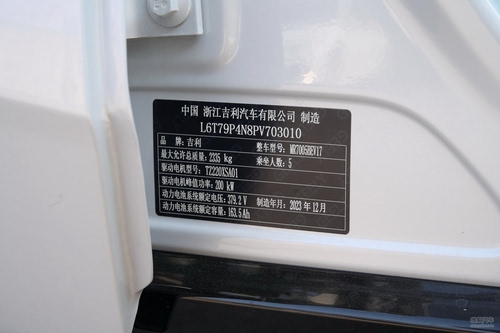 中国 浙江吉利汽车有限公司 制造
L6T79P4N8PV703010
品牌: 吉利 整车型号: MR7005BEV17
最大允许总质量: 2335 kg 乘坐人数: 5
驱动电机型号: TZ220XSA01
驱动电机峰值功率: 200 kW
动力电池系统额定电压: 379.2 V 制造年月: 2023 年 12 月
动力电池系统额定容量: 163.5 Ah